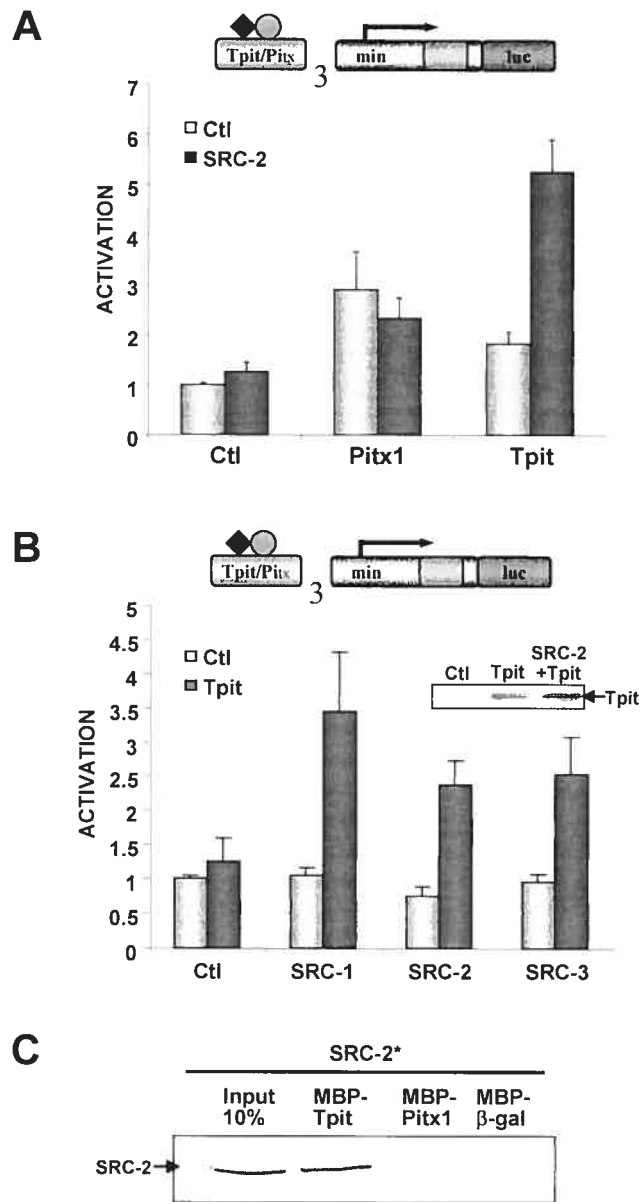 A
Tpit/Pitx
3
min
luc
7
6
5
4
3
2
1
0
ACTIVATION
Ctl
SRC-2
Ctl
Pitx1
Tpit
B
Tpit/Pitx
3
min
luc
5
4.5
4
3.5
3
2.5
2
1.5
1
0.5
0
ACTIVATION
Ctl
Tpit
Ctl
Tpit
SRC-2
+Tpit
Tpit
Ctl
SRC-1
SRC-2
SRC-3
C
SRC-2*
Input
10%
MBP-
Tpit
MBP-
Pitx1
MBP-
β-gal
SRC-2